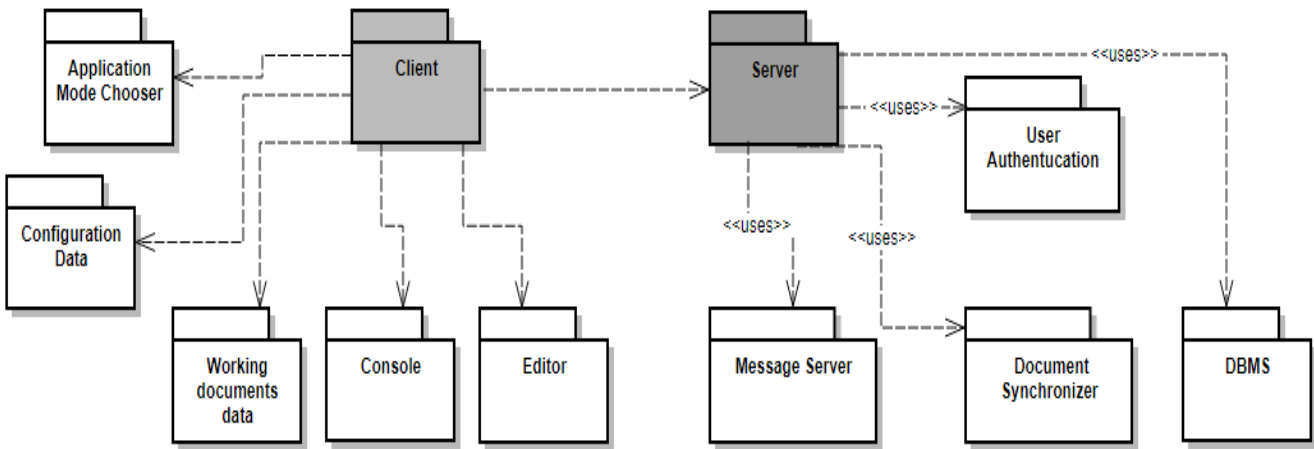 Application
Mode Chooser
Client
Server
<<uses>>
<<uses>>
User
Authentucation
Configuration
Data
<<uses>>
<<uses>>
Working
documents
data
Console
Editor
Message Server
Document
Synchronizer
DBMS